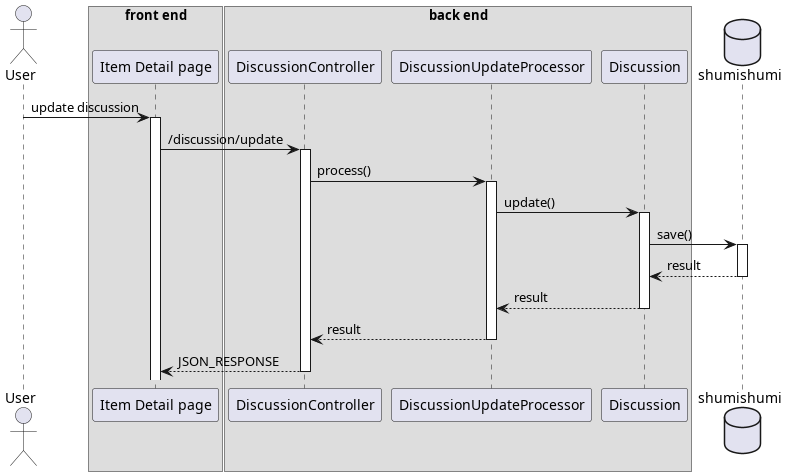 front end
back end
User
Item Detail page
DiscussionController
DiscussionUpdateProcessor
Discussion
shumishumi
update discussion
/discussion/update
process()
update()
save()
result
result
result
JSON_RESPONSE
User
Item Detail page
DiscussionController
DiscussionUpdateProcessor
Discussion
shumishumi